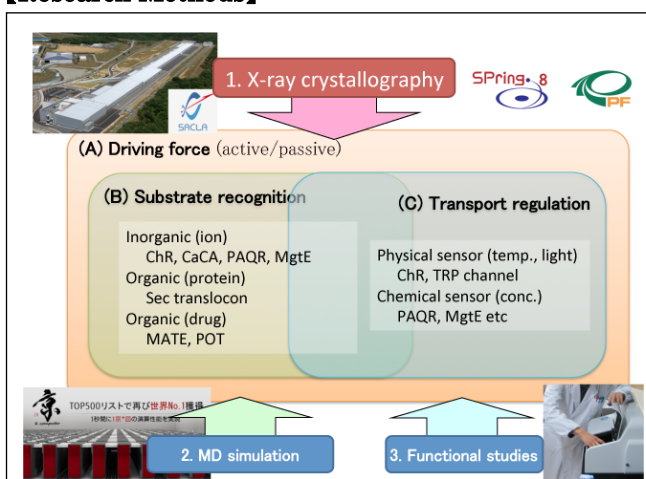 【Research Methods】
1. X-ray crystallography
SACLA
SPring-8
PF
(A) Driving force (active/passive)
(B) Substrate recognition
Inorganic (ion)
ChR, CaCA, PAQR, MgtE
Organic (protein)
Sec translocon
Organic (drug)
MATE, POT
(C) Transport regulation
Physical sensor (temp., light)
ChR, TRP channel
Chemical sensor (conc.)
PAQR, MgtE etc
京
TOP500リストで再び世界No.1獲得
2. MD simulation
3. Functional studies